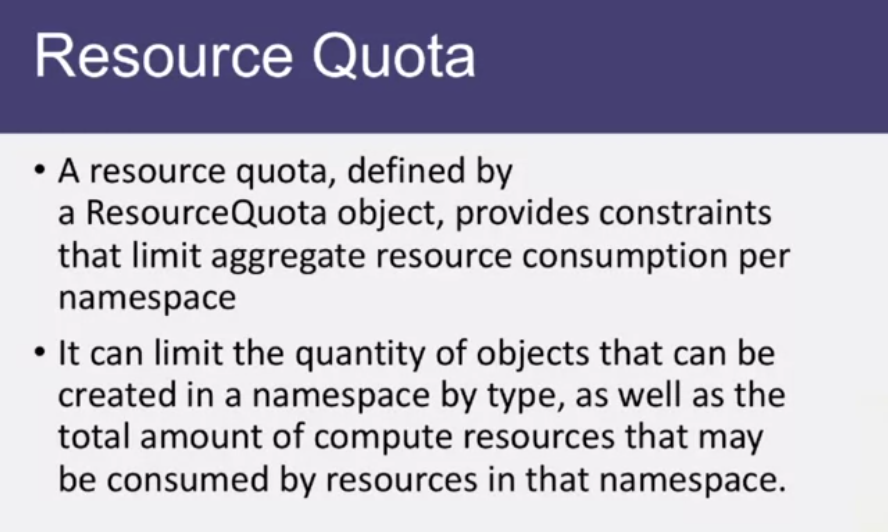 Resource Quota
• A resource quota, defined by
a ResourceQuota object, provides constraints
that limit aggregate resource consumption per
namespace
• It can limit the quantity of objects that can be
created in a namespace by type, as well as the
total amount of compute resources that may
be consumed by resources in that namespace.